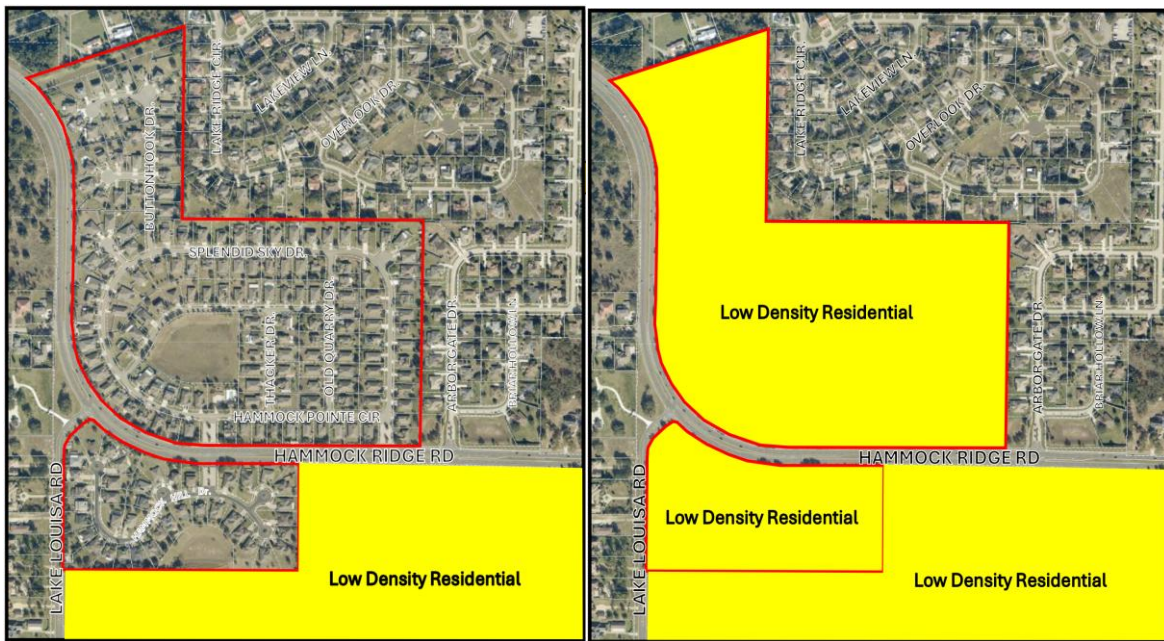 LAKE RIDGE CIR
LAKEVIEW LN.
OVERLOOK DR.
BUTTONHOOK DR.
SPLENDID SKY DR.
THACKER DR.
OLD QUARRY DR.
ARBOR GATE DR.
BRIAR HOLLOW LN.
HAMMOCK POINTE CIR
HAMMOCK RIDGE RD
LAKE LOUISA RD
HILL Dr.
Low Density Residential
LAKE RIDGE CIR
LAKEVIEW LN.
OVERLOOK DR.
Low Density Residential
ARBOR GATE DR.
BRIAR HOLLOW LN.
HAMMOCK RIDGE RD
LAKE LOUISA RD
Low Density Residential
Low Density Residential